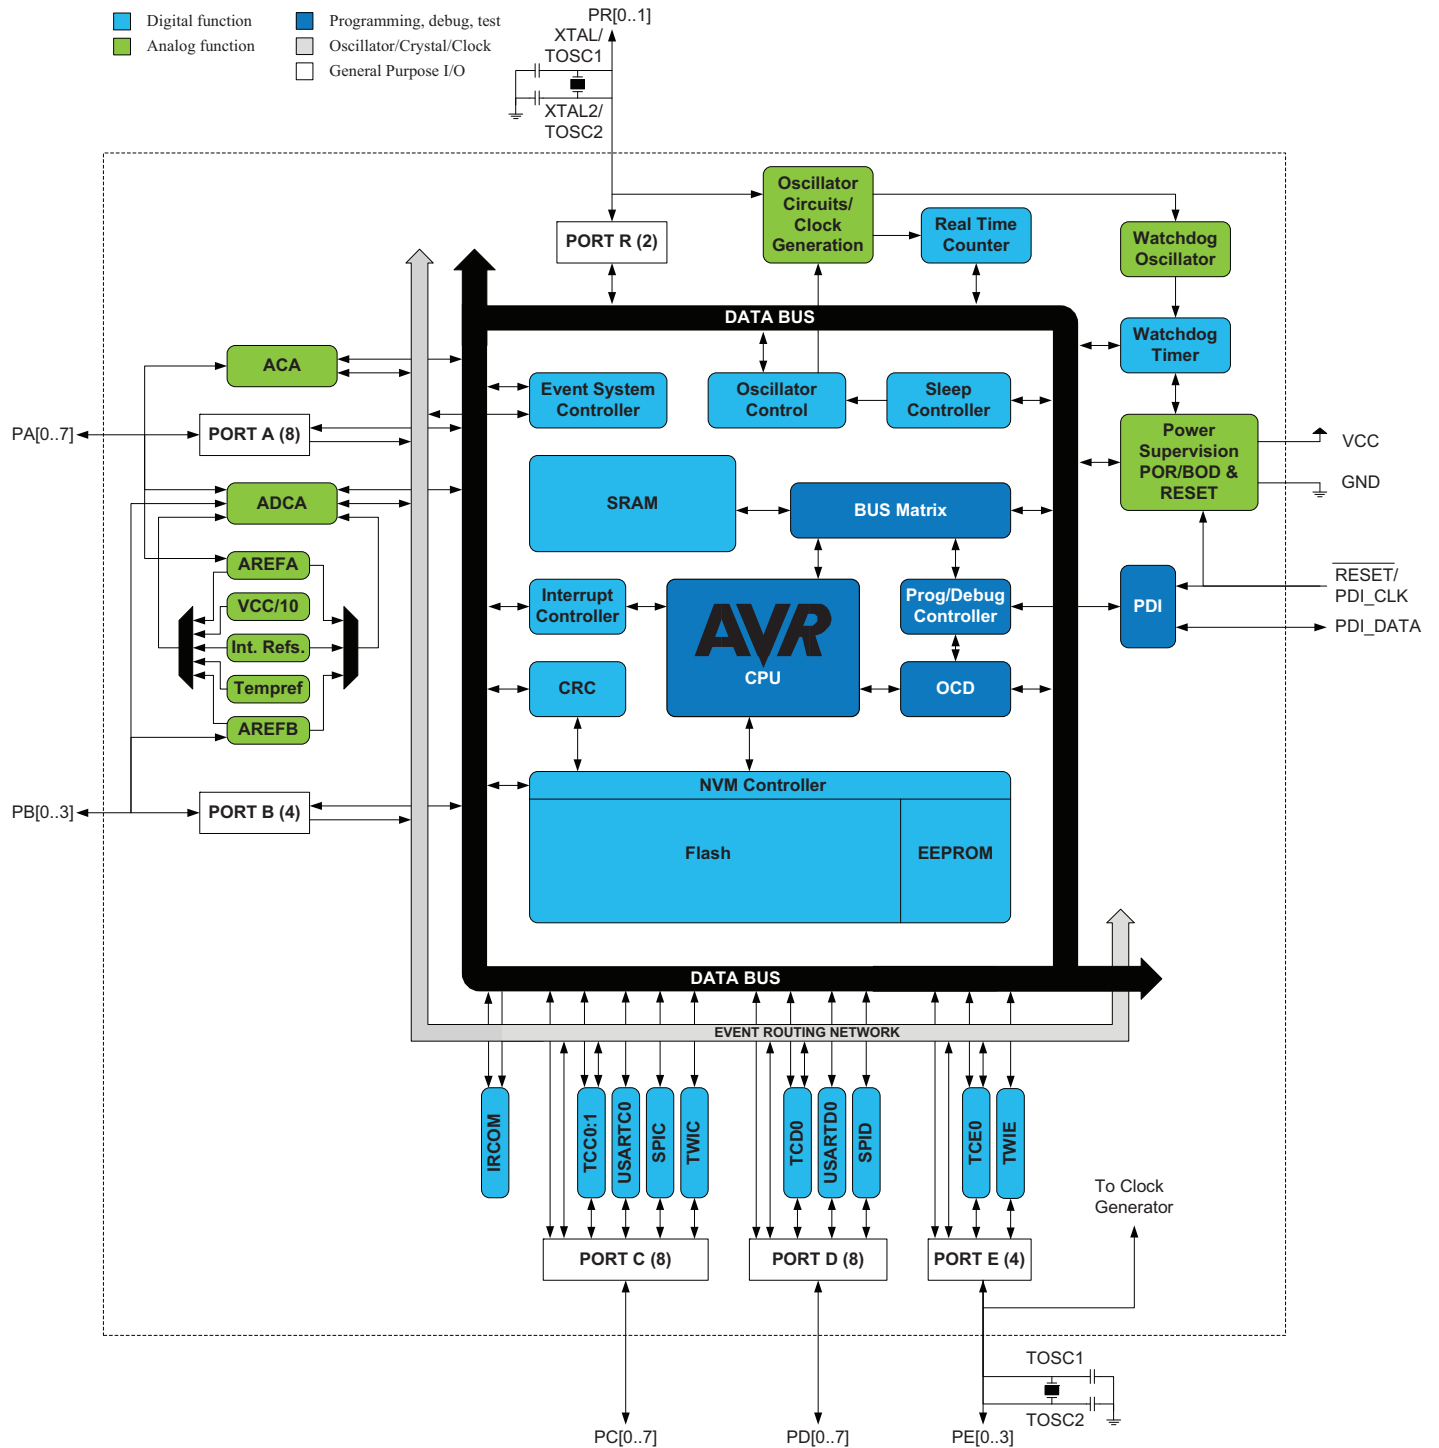 Digital function
Analog function
Programming, debug, test
Oscillator/Crystal/Clock
General Purpose I/O
PR[0..1]
XTAL/
TOSC1
XTAL2/
TOSC2
Oscillator
Circuits/
Clock
Generation
Real Time
Counter
Watchdog
Oscillator
PORT R (2)
DATA BUS
Watchdog
Timer
ACA
Event System
Controller
Oscillator
Control
Sleep
Controller
PA[0..7]
PORT A (8)
Power
Supervision
POR/BOD &
RESET
VCC
GND
ADCA
SRAM
BUS Matrix
AREFA
VCC/10
Int. Refs.
Tempref
AREFB
Interrupt
Controller
AVR
CPU
Prog/Debug
Controller
PDI
RESET/
PDI_CLK
PDI_DATA
CRC
OCD
NVM Controller
Flash
EEPROM
PB[0..3]
PORT B (4)
DATA BUS
EVENT ROUTING NETWORK
IRCOM
TCC0:1
USARTC0
SPIC
TWIC
TCD0
USARTD0
SPID
TCE0
TWIE
To Clock
Generator
PORT C (8)
PORT D (8)
PORT E (4)
TOSC1
TOSC2
PC[0..7]
PD[0..7]
PE[0..3]